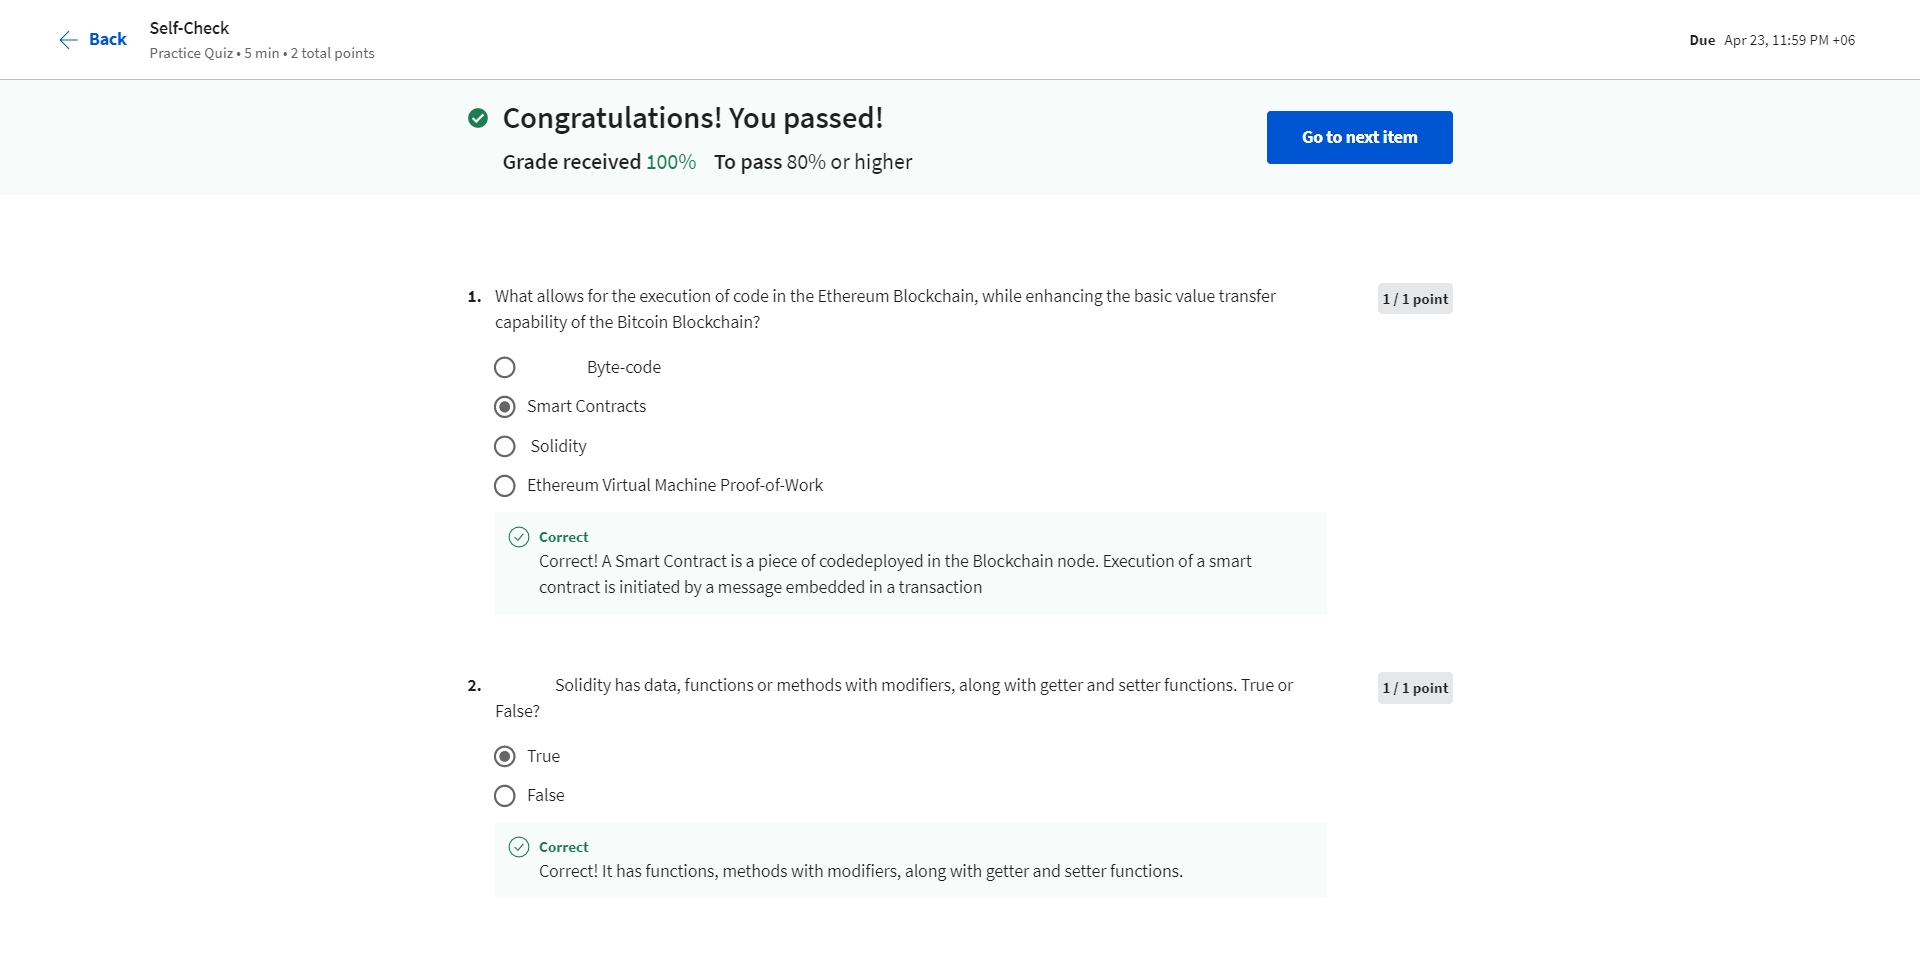 Back
Self-Check
Practice Quiz • 5 min • 2 total points
Due Apr 23, 11:59 PM +06
Congratulations! You passed!
Grade received 100% To pass 80% or higher
Go to next item
1. What allows for the execution of code in the Ethereum Blockchain, while enhancing the basic value transfer
capability of the Bitcoin Blockchain?
1 / 1 point
Byte-code
Smart Contracts
Solidity
Ethereum Virtual Machine Proof-of-Work
Correct
Correct! A Smart Contract is a piece of codedeployed in the Blockchain node. Execution of a smart
contract is initiated by a message embedded in a transaction
2. Solidity has data, functions or methods with modifiers, along with getter and setter functions. True or
False?
1 / 1 point
True
False
Correct
Correct! It has functions, methods with modifiers, along with getter and setter functions.